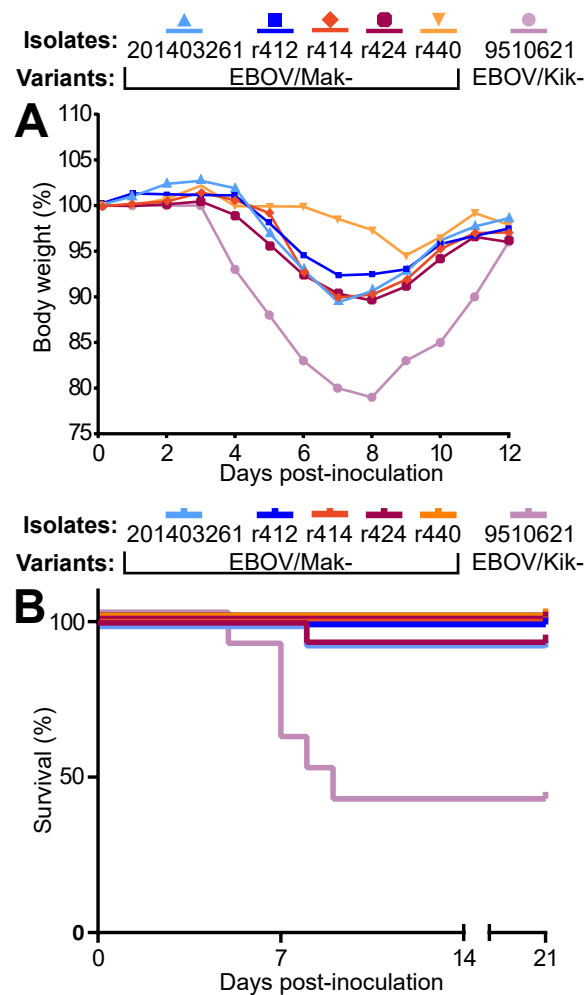 Isolates: 201403261 r412 r414 r424 r440 9510621
Variants: EBOV/Mak- EBOV/Kik-
A
110
105
100
95
90
85
80
75
Body weight (%)
0 2 4 6 8 10 12
Days post-inoculation
Isolates: 201403261 r412 r414 r424 r440 9510621
Variants: EBOV/Mak- EBOV/Kik-
B
100
50
0
Survival (%)
0 7 14 21
Days post-inoculation